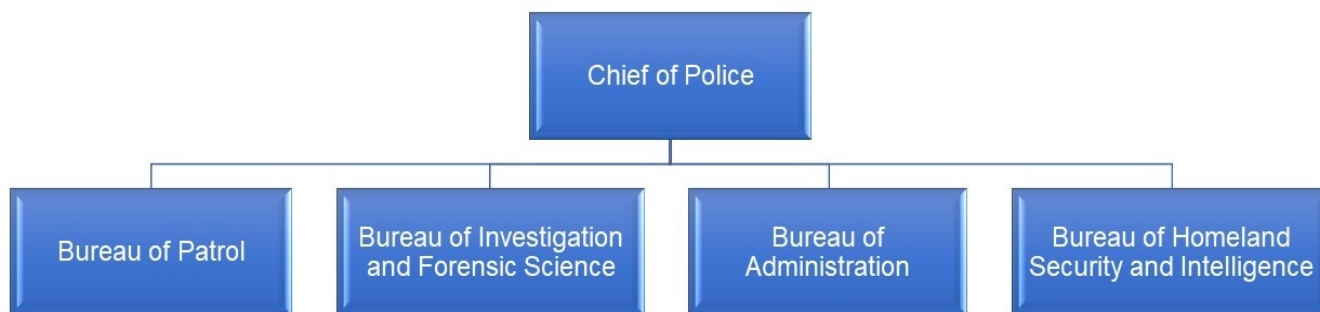 Chief of Police
Bureau of Patrol
Bureau of Investigation
and Forensic Science
Bureau of
Administration
Bureau of Homeland
Security and Intelligence